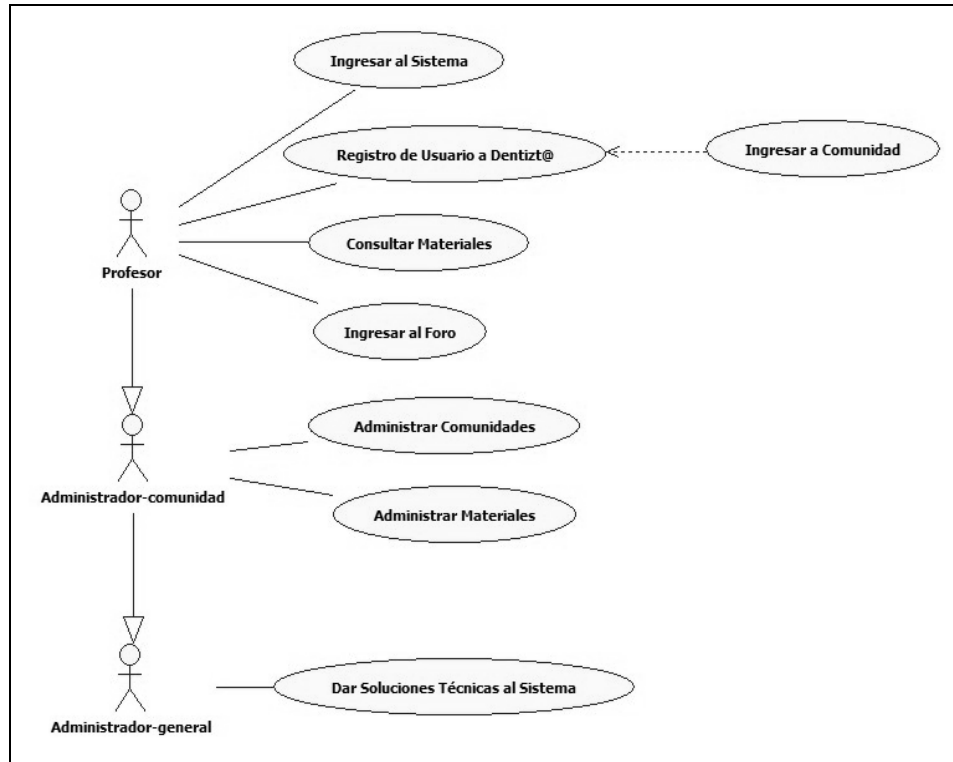 Ingresar al Sistema
Registro de Usuario a Dentizt@
Ingresar a Comunidad
Profesor
Consultar Materiales
Ingresar al Foro
Administrador-comunidad
Administrar Comunidades
Administrar Materiales
Administrador-general
Dar Soluciones Técnicas al Sistema